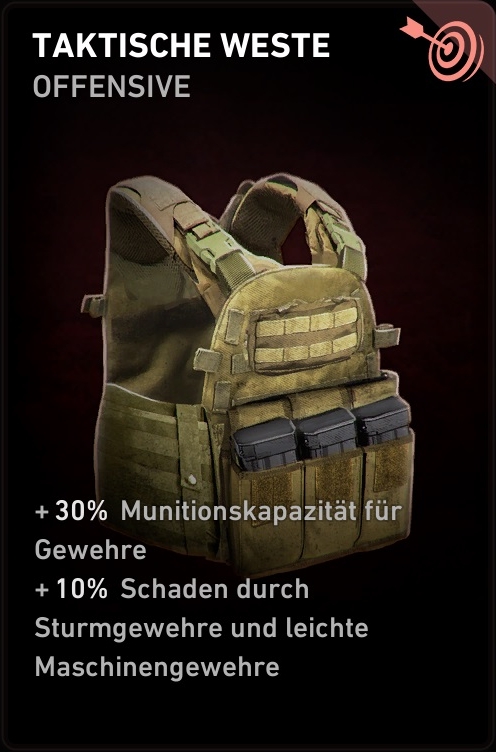 TAKTISCHE WESTE
OFFENSIVE
+ 30% Munitionskapazität für
Gewehre
+ 10% Schaden durch
Sturmgewehre und leichte
Maschinengewehre